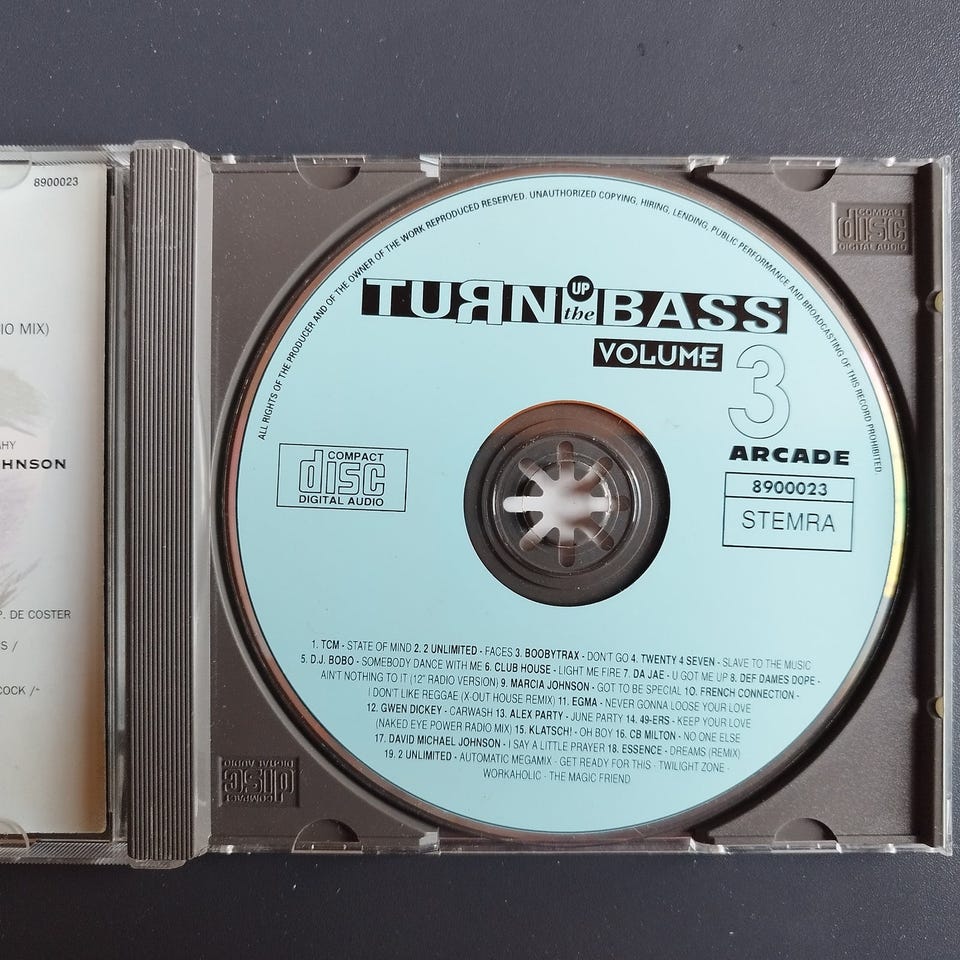 8900023
IO MIX)
AHY
HNSON
P. DE COSTER
S /
COCK /
COMPACT
disc
DIGITAL AUDIO
ALL RIGHTS OF THE PRODUCER AND OF THE OWNER OF THE WORK REPRODUCED RESERVED. UNAUTHORIZED COPYING, HIRING, LENDING, PUBLIC PERFORMANCE AND BROADCASTING OF THIS RECORD PROHIBITED
TUЯN UP the BASS
VOLUME 3
COMPACT
disc
DIGITAL AUDIO
ARCADE
8900023
STEMRA
1. TCM - STATE OF MIND 2. 2 UNLIMITED - FACES 3. BOOBYTRAX - DON'T GO 4. TWENTY 4 SEVEN - SLAVE TO THE MUSIC
5. D.J. BOBO - SOMEBODY DANCE WITH ME 6. CLUB HOUSE - LIGHT ME FIRE 7. DA JAE - U GOT ME UP 8. DEF DAMES DOPE -
AIN'T NOTHING TO IT (12" RADIO VERSION) 9. MARCIA JOHNSON - GOT TO BE SPECIAL 10. FRENCH CONNECTION -
I DON'T LIKE REGGAE (X-OUT HOUSE REMIX) 11. EGMA - NEVER GONNA LOOSE YOUR LOVE
12. GWEN DICKEY - CARWASH 13. ALEX PARTY - JUNE PARTY 14. 49-ERS - KEEP YOUR LOVE
(NAKED EYE POWER RADIO MIX) 15. KLATSCH! - OH BOY 16. CB MILTON - NO ONE ELSE
17. DAVID MICHAEL JOHNSON - I SAY A LITTLE PRAYER 18. ESSENCE - DREAMS (REMIX)
19. 2 UNLIMITED - AUTOMATIC MEGAMIX · GET READY FOR THIS · TWILIGHT ZONE ·
WORKAHOLIC · THE MAGIC FRIEND
COMPACT
disc
DIGITAL AUDIO